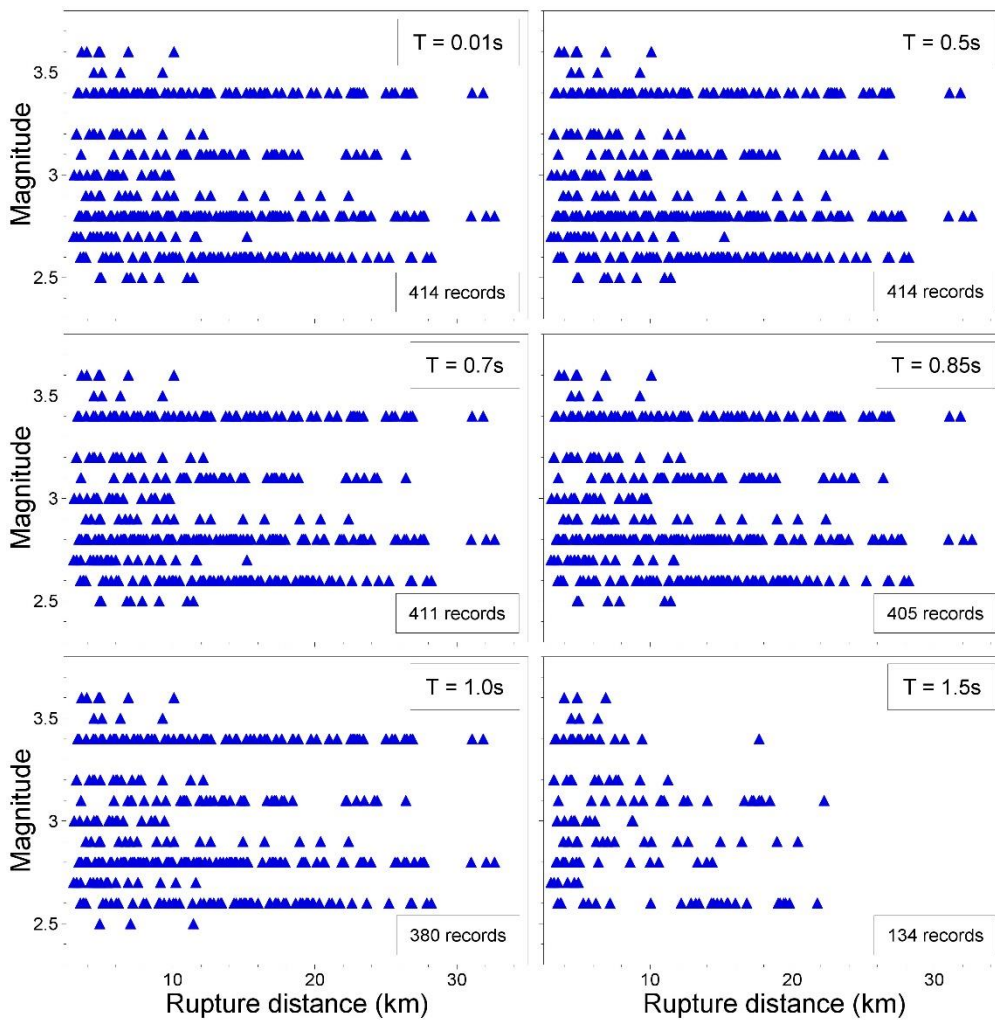 T = 0.01s
T = 0.5s
3.5
Magnitude
3
2.5
414 records
414 records
T = 0.7s
T = 0.85s
3.5
Magnitude
3
2.5
411 records
405 records
T = 1.0s
T = 1.5s
3.5
Magnitude
3
2.5
380 records
134 records
10 20 30 10 20 30
Rupture distance (km) Rupture distance (km)